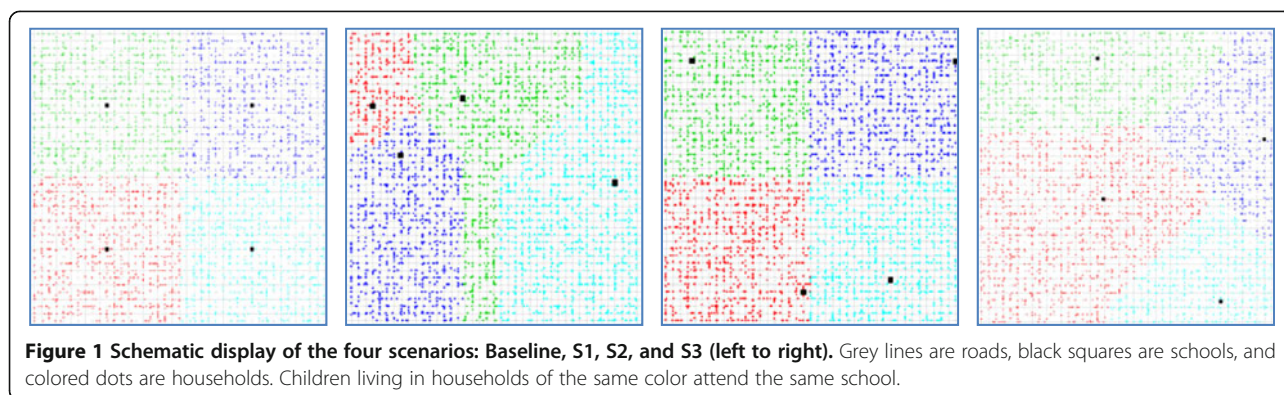 Figure 1 Schematic display of the four scenarios: Baseline, S1, S2, and S3 (left to right). Grey lines are roads, black squares are schools, and
colored dots are households. Children living in households of the same color attend the same school.